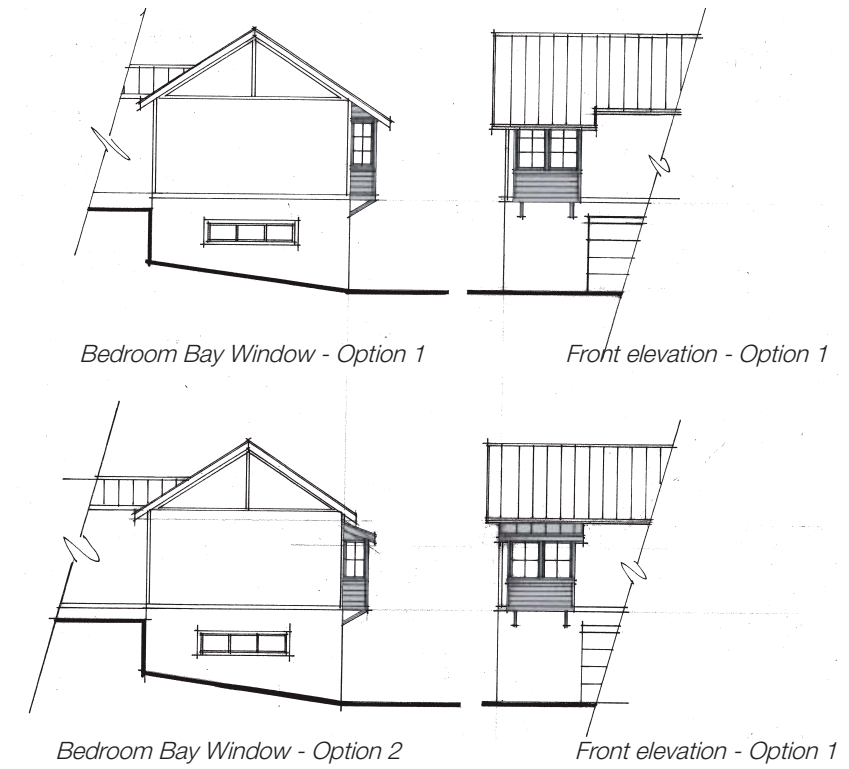 Bedroom Bay Window - Option 1
Front elevation - Option 1
Bedroom Bay Window - Option 2
Front elevation - Option 1